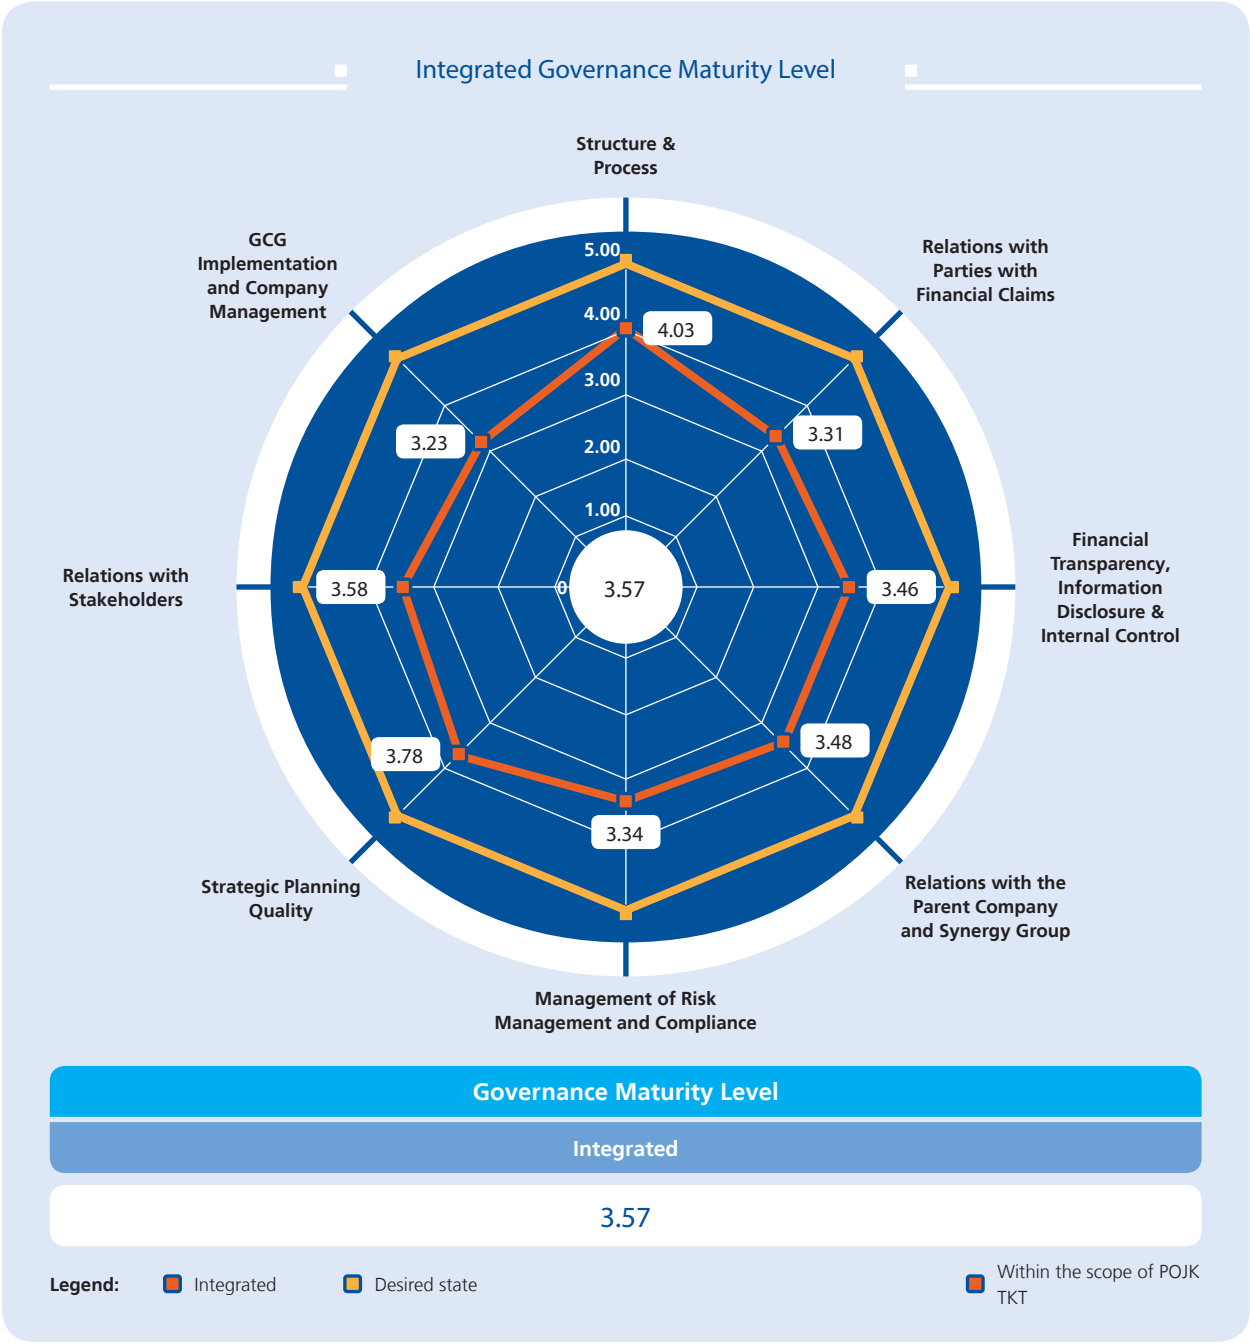 Integrated Governance Maturity Level
Structure &
Process
GCG
Implementation
and Company
Management
Relations with
Parties with
Financial Claims
5.00
4.00
4.03
3.00
3.23
3.31
2.00
1.00
Financial
Transparency,
Information
Disclosure &
Internal Control
Relations with
Stakeholders
3.58
0
3.57
3.46
3.78
3.48
3.34
Strategic Planning
Quality
Relations with the
Parent Company
and Synergy Group
Management of Risk
Management and Compliance
Governance Maturity Level
Integrated
3.57
Legend:
Integrated
Desired state
Within the scope of POJK
TKT